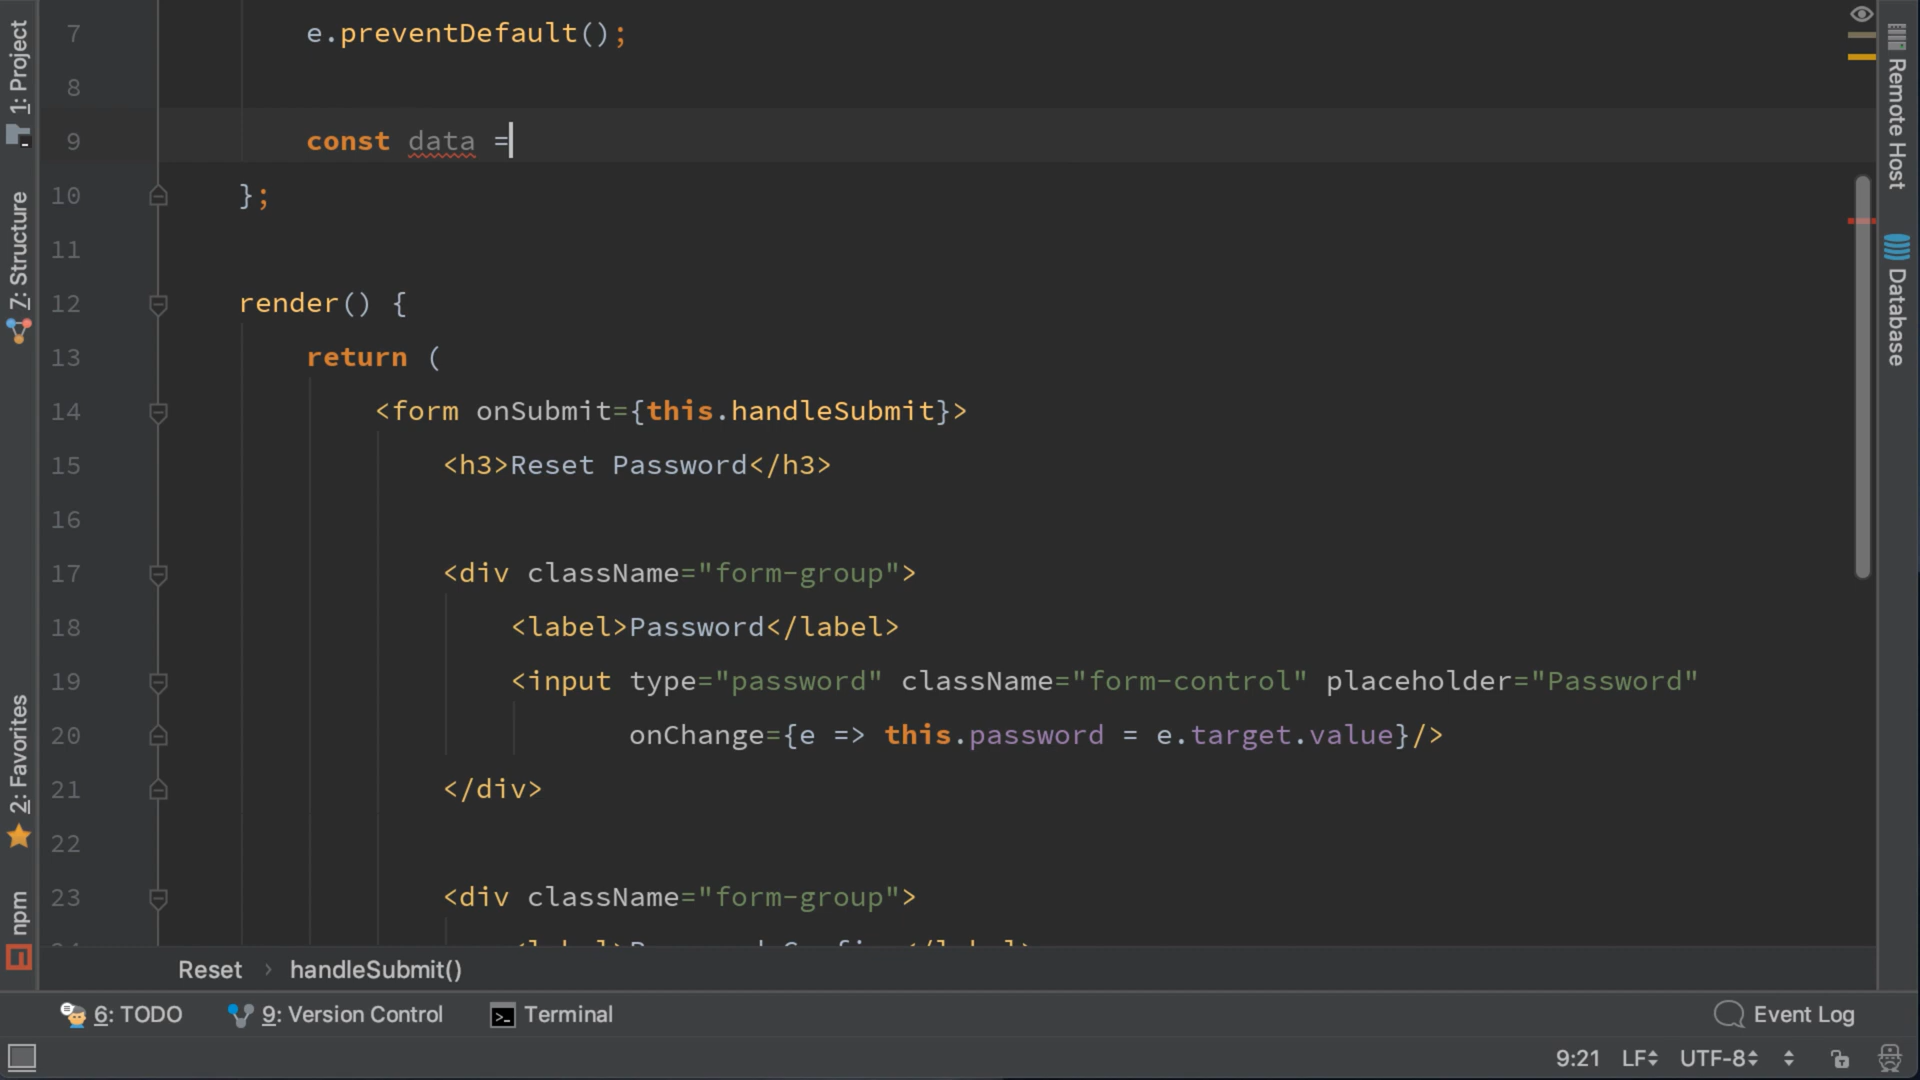 1: Project
7: Structure
2: Favorites
npm
7 e.preventDefault();
8
9 const data =
10 };
11
12 render() {
13 return (
14 <form onSubmit={this.handleSubmit}>
15 <h3>Reset Password</h3>
16
17 <div className="form-group">
18 <label>Password</label>
19 <input type="password" className="form-control" placeholder="Password"
20 onChange={e => this.password = e.target.value}/>
21 </div>
22
23 <div className="form-group">
Remote Host
Database
Reset > handleSubmit()
6: TODO 9: Version Control Terminal Event Log
9:21 LF UTF-8